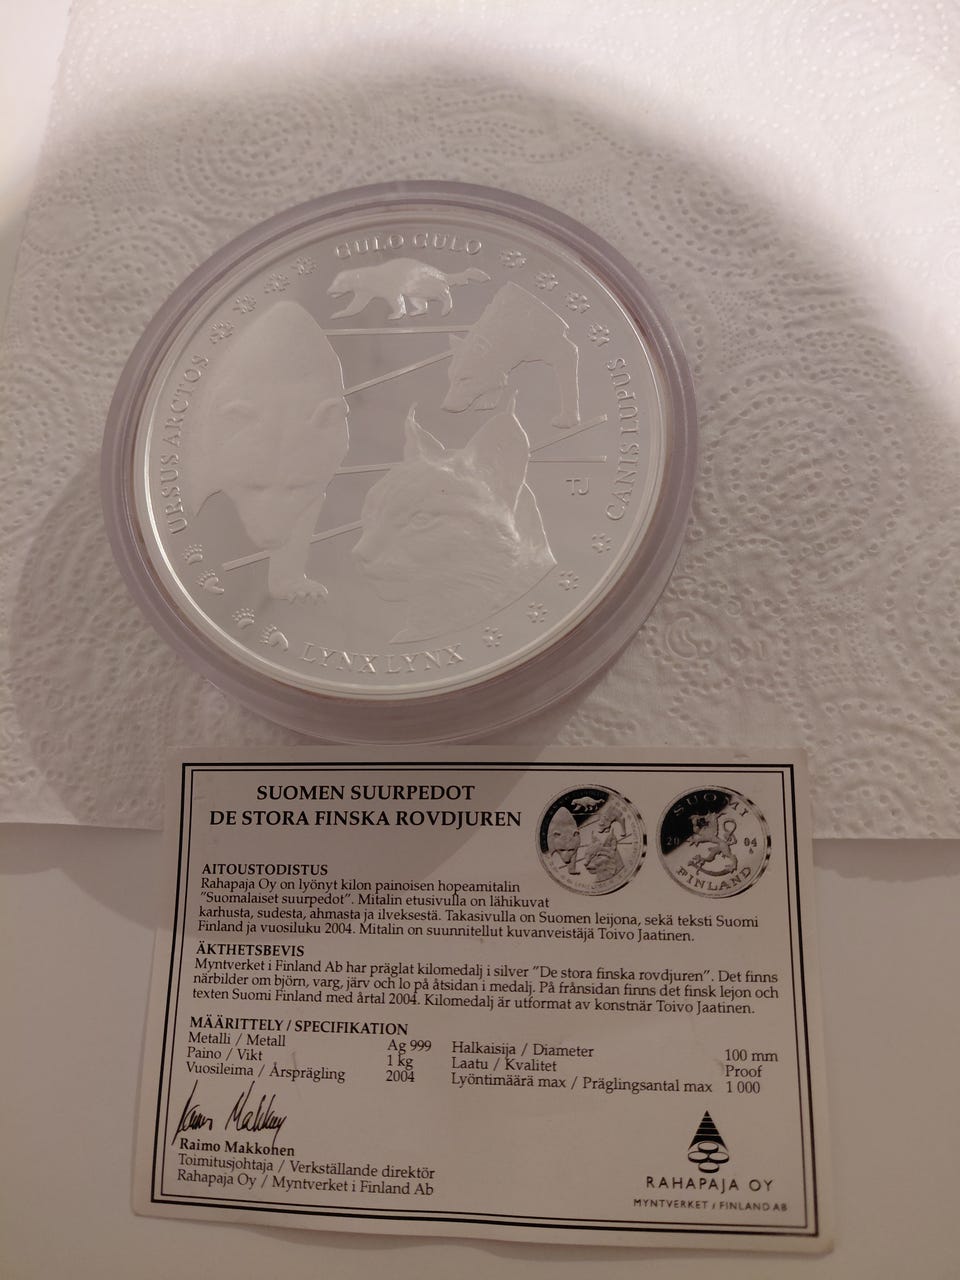 GULO GULO
URSUS ARCTOS
CANIS LUPUS
TJ
LYNX LYNX
SUOMEN SUURPEDOT
DE STORA FINSKA ROVDJUREN
SUOMI
20 04
FINLAND
AITOUSTODISTUS
Rahapaja Oy on lyönyt kilon painoisen hopeamitalin
"Suomalaiset suurpedot". Mitalin etusivulla on lähikuvat
karhusta, sudesta, ahmasta ja ilveksestä. Takasivulla on Suomen leijona, sekä teksti Suomi
Finland ja vuosiluku 2004. Mitalin on suunnitellut kuvanveistäjä Toivo Jaatinen.
ÄKTHETSBEVIS
Myntverket i Finland Ab har präglat kilomedalj i silver "De stora finska rovdjuren". Det finns
närbilder om björn, varg, järv och lo på åtsidan i medalj. På frånsidan finns det finsk lejon och
texten Suomi Finland med årtal 2004. Kilomedalj är utformat av konstnär Toivo Jaatinen.
MÄÄRITTELY / SPECIFIKATION
Metalli / Metall Ag 999
Paino / Vikt 1 kg
Vuosileima / Årsprägling 2004
Halkaisija / Diameter 100 mm
Laatu / Kvalitet Proof
Lyöntimäärä max / Präglingsantal max 1 000
Raimo Makkonen
Toimitusjohtaja / Verkställande direktör
Rahapaja Oy / Myntverket i Finland Ab
RAHAPAJA OY
MYNTVERKET I FINLAND AB